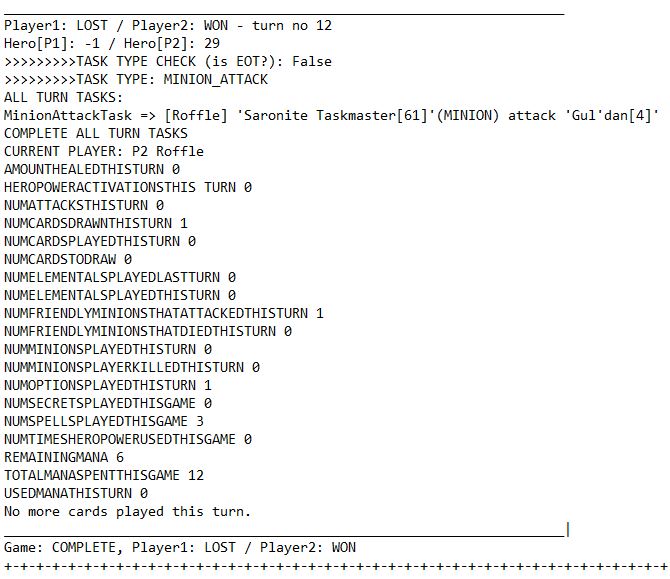 ______________________________________________________________________
Player1: LOST / Player2: WON - turn no 12
Hero[P1]: -1 / Hero[P2]: 29
>>>>>>>>>TASK TYPE CHECK (is EOT?): False
>>>>>>>>>TASK TYPE: MINION_ATTACK
ALL TURN TASKS:
MinionAttackTask => [Roffle] 'Saronite Taskmaster[61]'(MINION) attack 'Gul'dan[4]'
COMPLETE ALL TURN TASKS
CURRENT PLAYER: P2 Roffle
AMOUNTHEALEDTHISTURN 0
HEROPOWERACTIVATIONSTHIS TURN 0
NUMATTACKSTHISTURN 0
NUMCARDSDRAWNTHISTURN 1
NUMCARDSPLAYEDTHISTURN 0
NUMCARDSTODRAW 0
NUMELEMENTALSPLAYEDLASTTURN 0
NUMELEMENTALSPLAYEDTHISTURN 0
NUMFRIENDLYMINIONSTHATATTACKEDTHISTURN 1
NUMFRIENDLYMINIONSTHATDIEDTHISTURN 0
NUMMINIONSPLAYEDTHISTURN 0
NUMMINIONSPLAYERKILLEDTHISTURN 0
NUMOPTIONSPLAYEDTHISTURN 1
NUMSECRETSPLAYEDTHISGAME 0
NUMSPELLSPLAYEDTHISGAME 3
NUMTIMESHEROPOWERUSEDTHISGAME 0
REMAININGMANA 6
TOTALMANASPENTTHISGAME 12
USEDMANATHISTURN 0
No more cards played this turn.
______________________________________________________________________|
Game: COMPLETE, Player1: LOST / Player2: WON
+-+-+-+-+-+-+-+-+-+-+-+-+-+-+-+-+-+-+-+-+-+-+-+-+-+-+-+-+-+-+-+-+-+-+-+-+-+-+-+-+-+